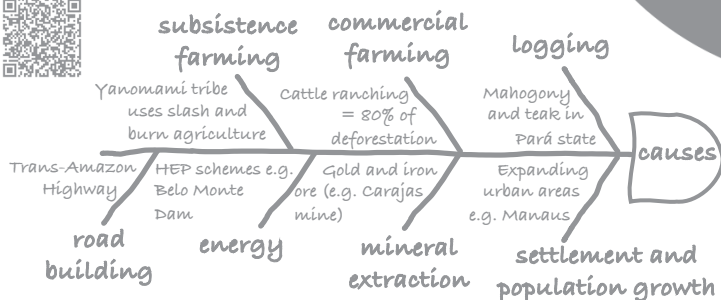 subsistence
farming
commercial
farming
logging
Yanomami tribe
uses slash and
burn agriculture
Cattle ranching
= 80% of
deforestation
Mahogony
and teak in
Pará state
causes
Trans-Amazon
Highway
HEP schemes e.g.
Belo Monte
Dam
Gold and iron
ore (e.g. Carajas
mine)
Expanding
urban areas
e.g. Manaus
road
building
energy
mineral
extraction
settlement and
population growth